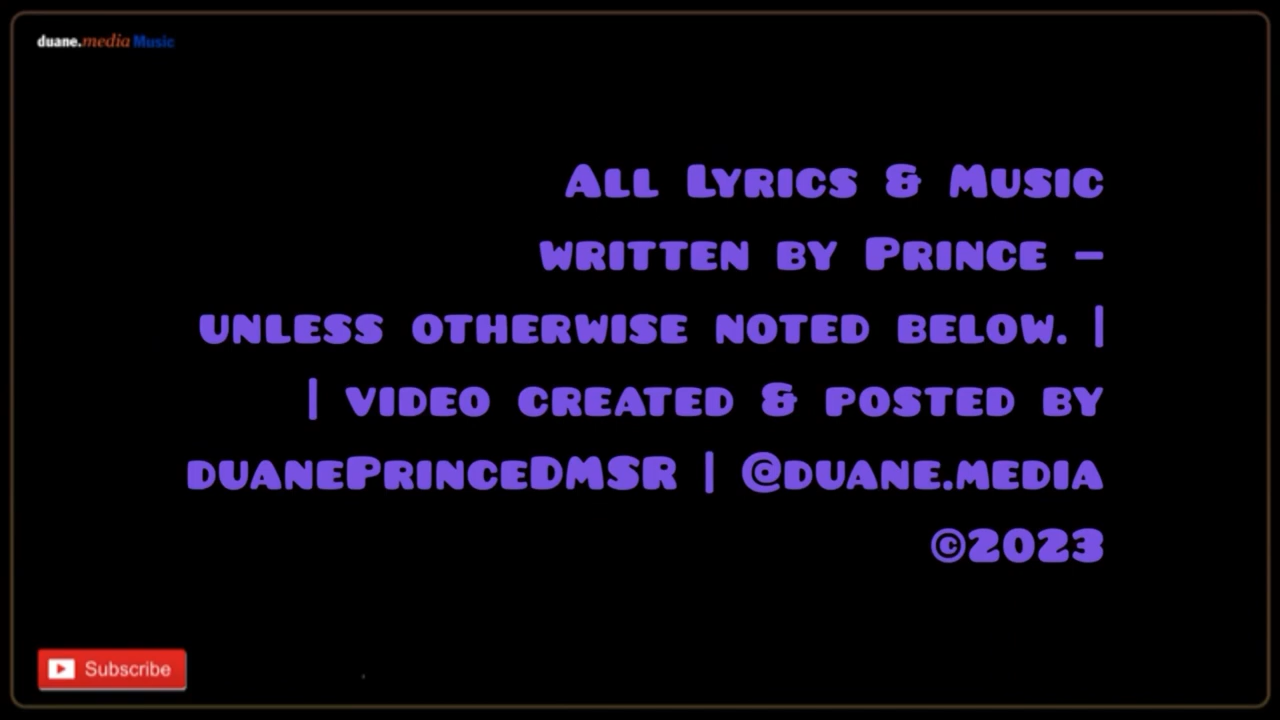 duane.media Music
All Lyrics & Music
written by Prince –
unless otherwise noted below. |
| video created & posted by
duanePrinceDMSR | @duane.media
©2023
Subscribe